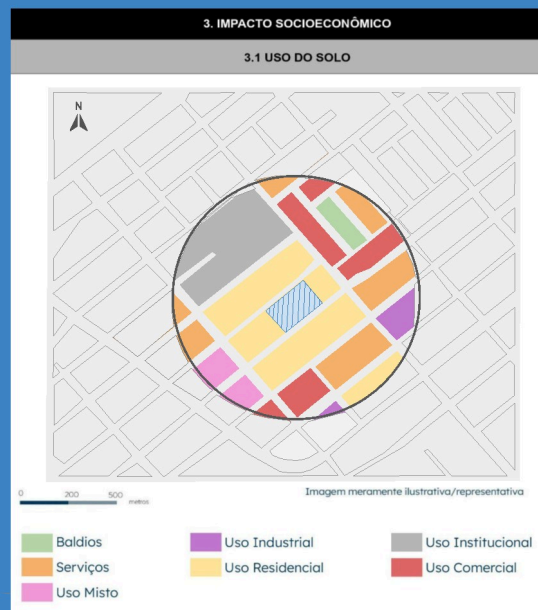 3. IMPACTO SOCIOECONÔMICO
3.1 USO DO SOLO
N
0 200 500 metros
Imagem meramente ilustrativa/representativa
Baldios
Uso Industrial
Uso Institucional
Serviços
Uso Residencial
Uso Comercial
Uso Misto